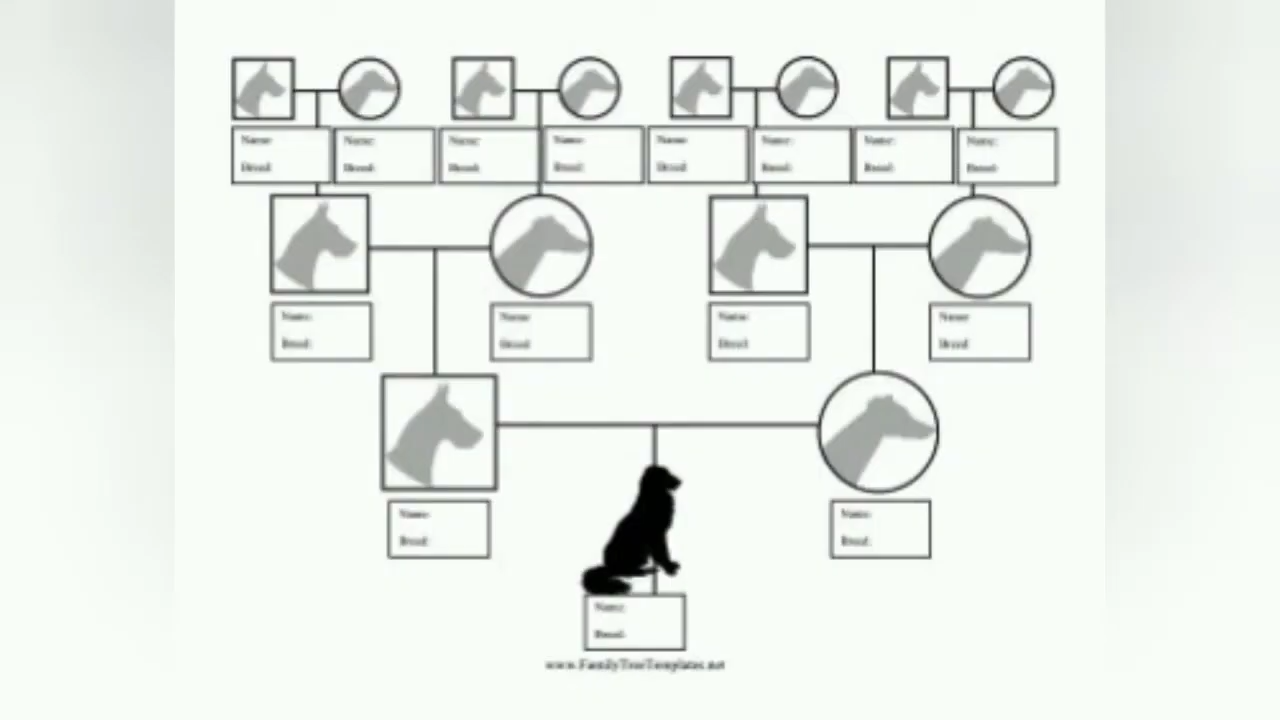 Name: Name: Name: Name: Name: Name: Name: Name:
Breed: Breed: Breed: Breed: Breed: Breed: Breed: Breed:
Name: Name: Name: Name:
Breed: Breed: Breed: Breed:
Name: Name:
Breed: Breed:
Name:
Breed:
www.FamilyTreeTemplates.net